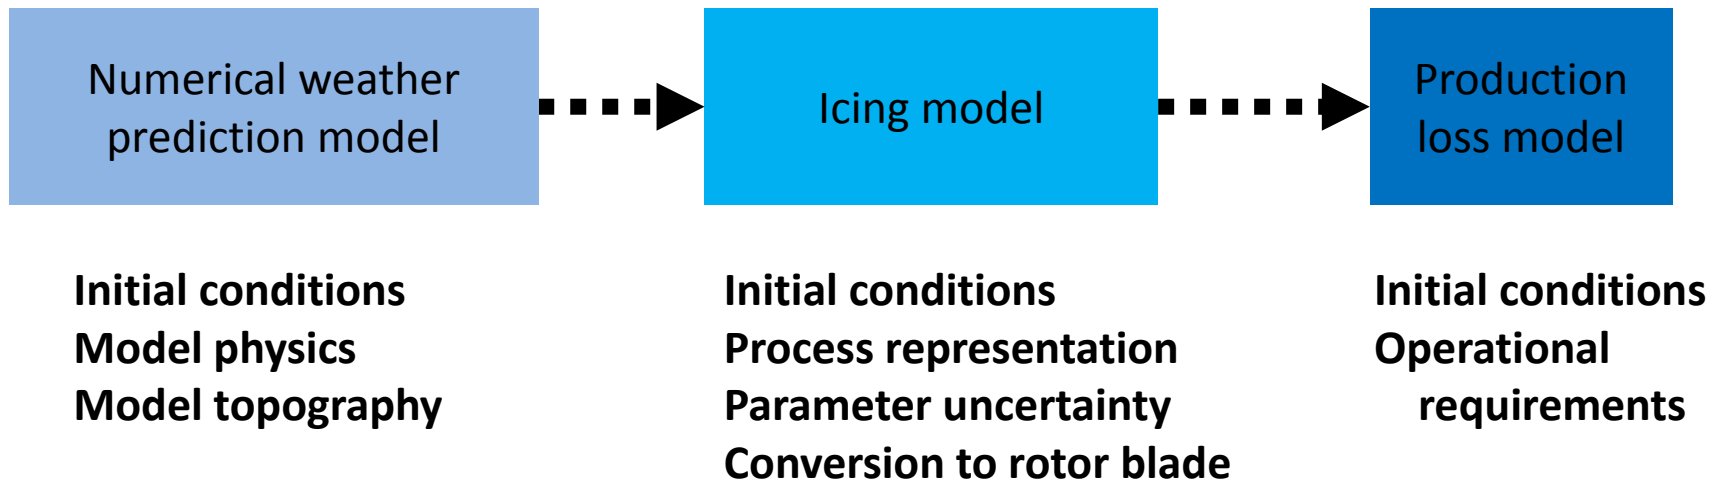 Numerical weather
prediction model
Icing model
Production
loss model
Initial conditions
Model physics
Model topography
Initial conditions
Process representation
Parameter uncertainty
Conversion to rotor blade
Initial conditions
Operational
requirements